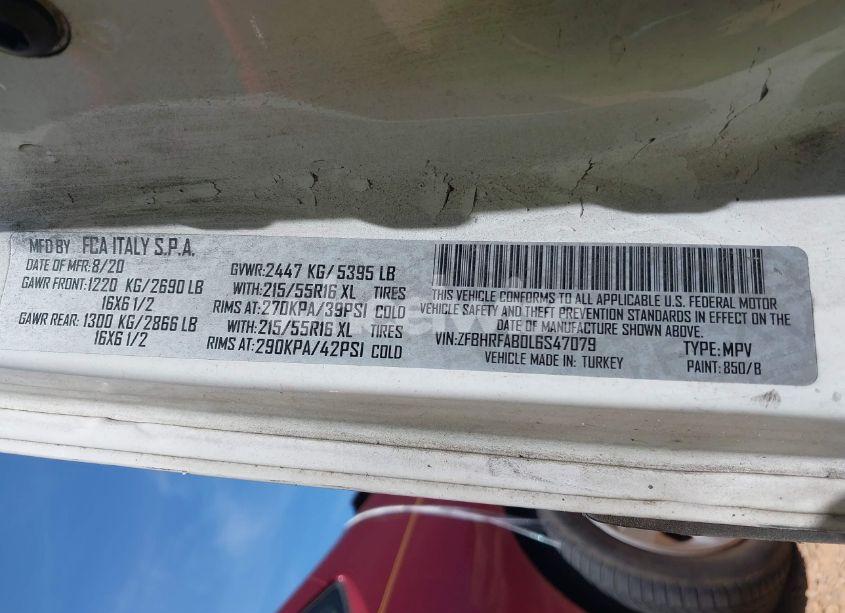 MFD BY FCA ITALY S.P.A.
DATE OF MFR:8/20
GAWR FRONT:1220 KG/2690 LB
16X6 1/2
GAWR REAR: 1300 KG/2866 LB
16X6 1/2
GVWR:2447 KG/5395 LB
WITH:215/55R16 XL TIRES
RIMS AT:270KPA/39PSI COLD
WITH:215/55R16 XL TIRES
RIMS AT:290KPA/42PSI COLD
THIS VEHICLE CONFORMS TO ALL APPLICABLE U.S. FEDERAL MOTOR
VEHICLE SAFETY AND THEFT PREVENTION STANDARDS IN EFFECT ON THE
DATE OF MANUFACTURE SHOWN ABOVE.
VIN:ZFBHRFAB0L6S47079 TYPE: MPV
VEHICLE MADE IN: TURKEY PAINT: 850/B